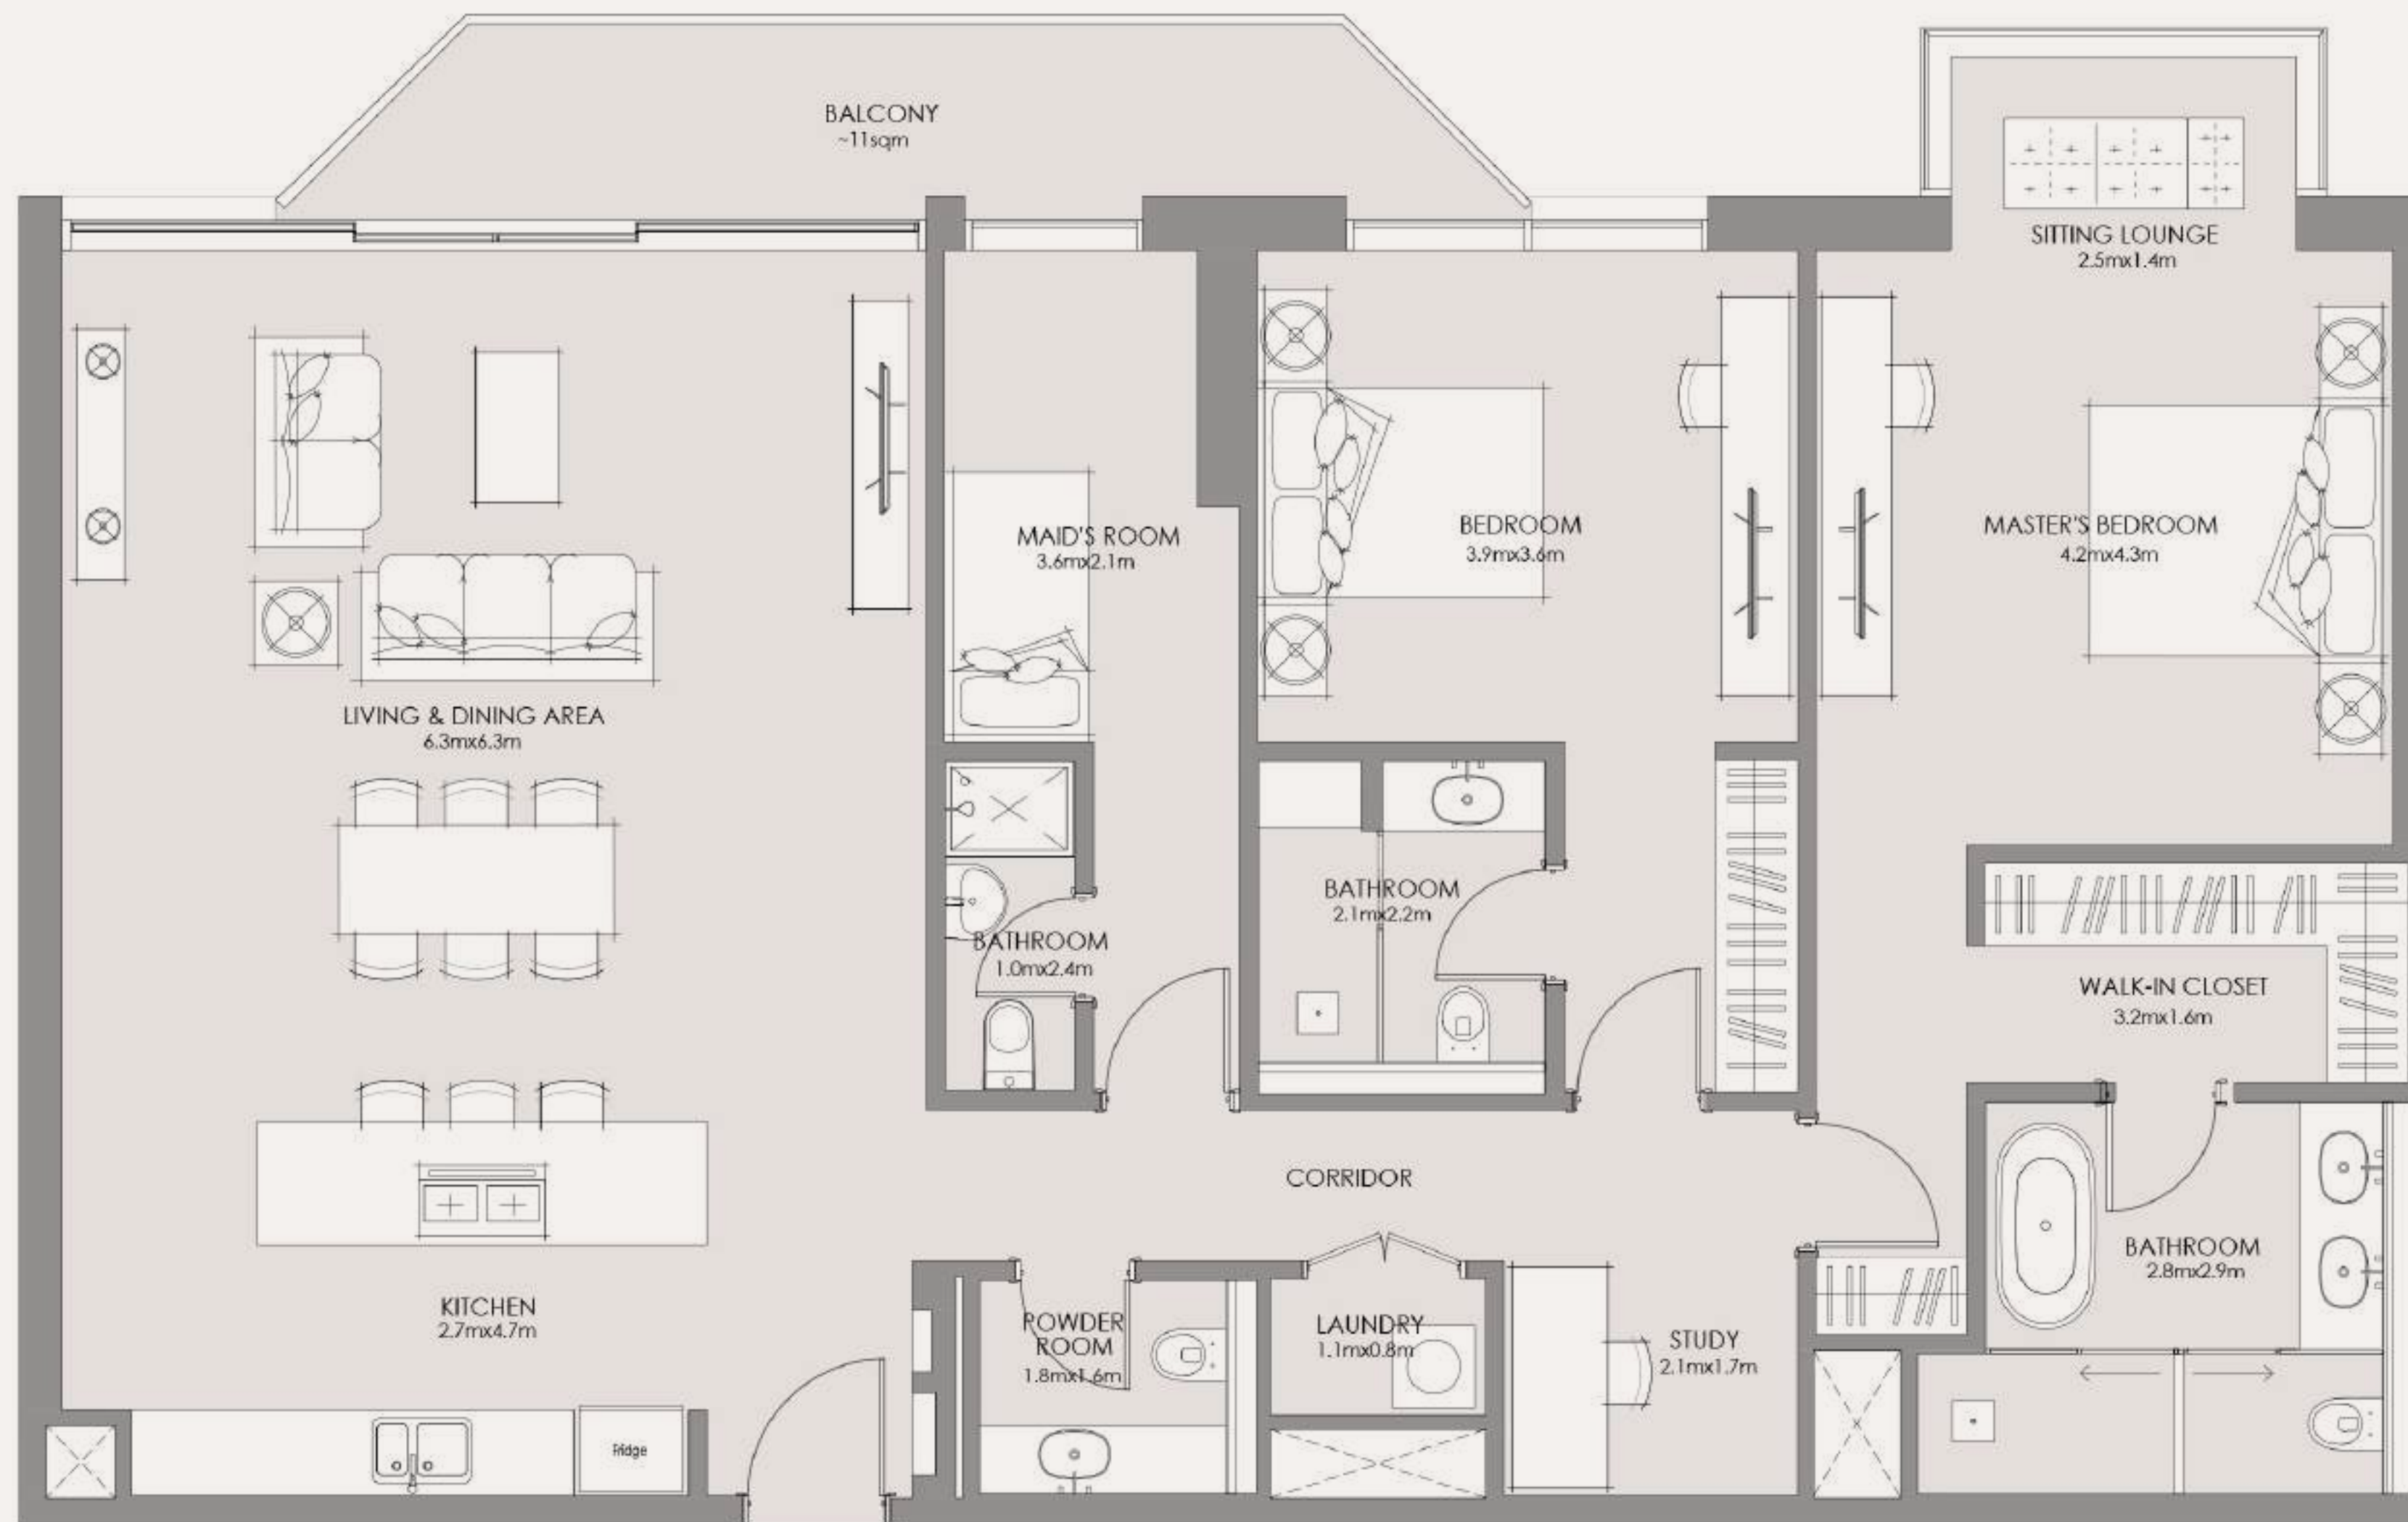 BALCONY
~11sqm
SITTING LOUNGE
2.5mx1.4m
MAID'S ROOM
3.6mx2.1m
BEDROOM
3.9mx3.6m
MASTER'S BEDROOM
4.2mx4.3m
LIVING & DINING AREA
6.3mx6.3m
BATHROOM
1.0mx2.4m
BATHROOM
2.1mx2.2m
WALK-IN CLOSET
3.2mx1.6m
CORRIDOR
KITCHEN
2.7mx4.7m
POWDER
ROOM
1.8mx1.6m
LAUNDRY
1.1mx0.8m
STUDY
2.1mx1.7m
BATHROOM
2.8mx2.9m
Fridge